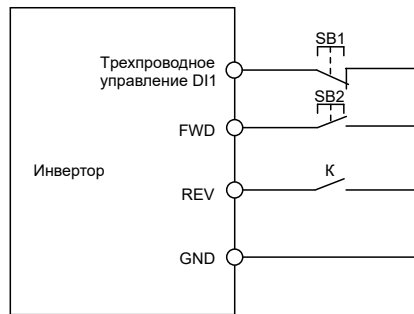 SB1
Трехпроводное
управление DI1
SB2
FWD
Инвертор
К
REV
GND